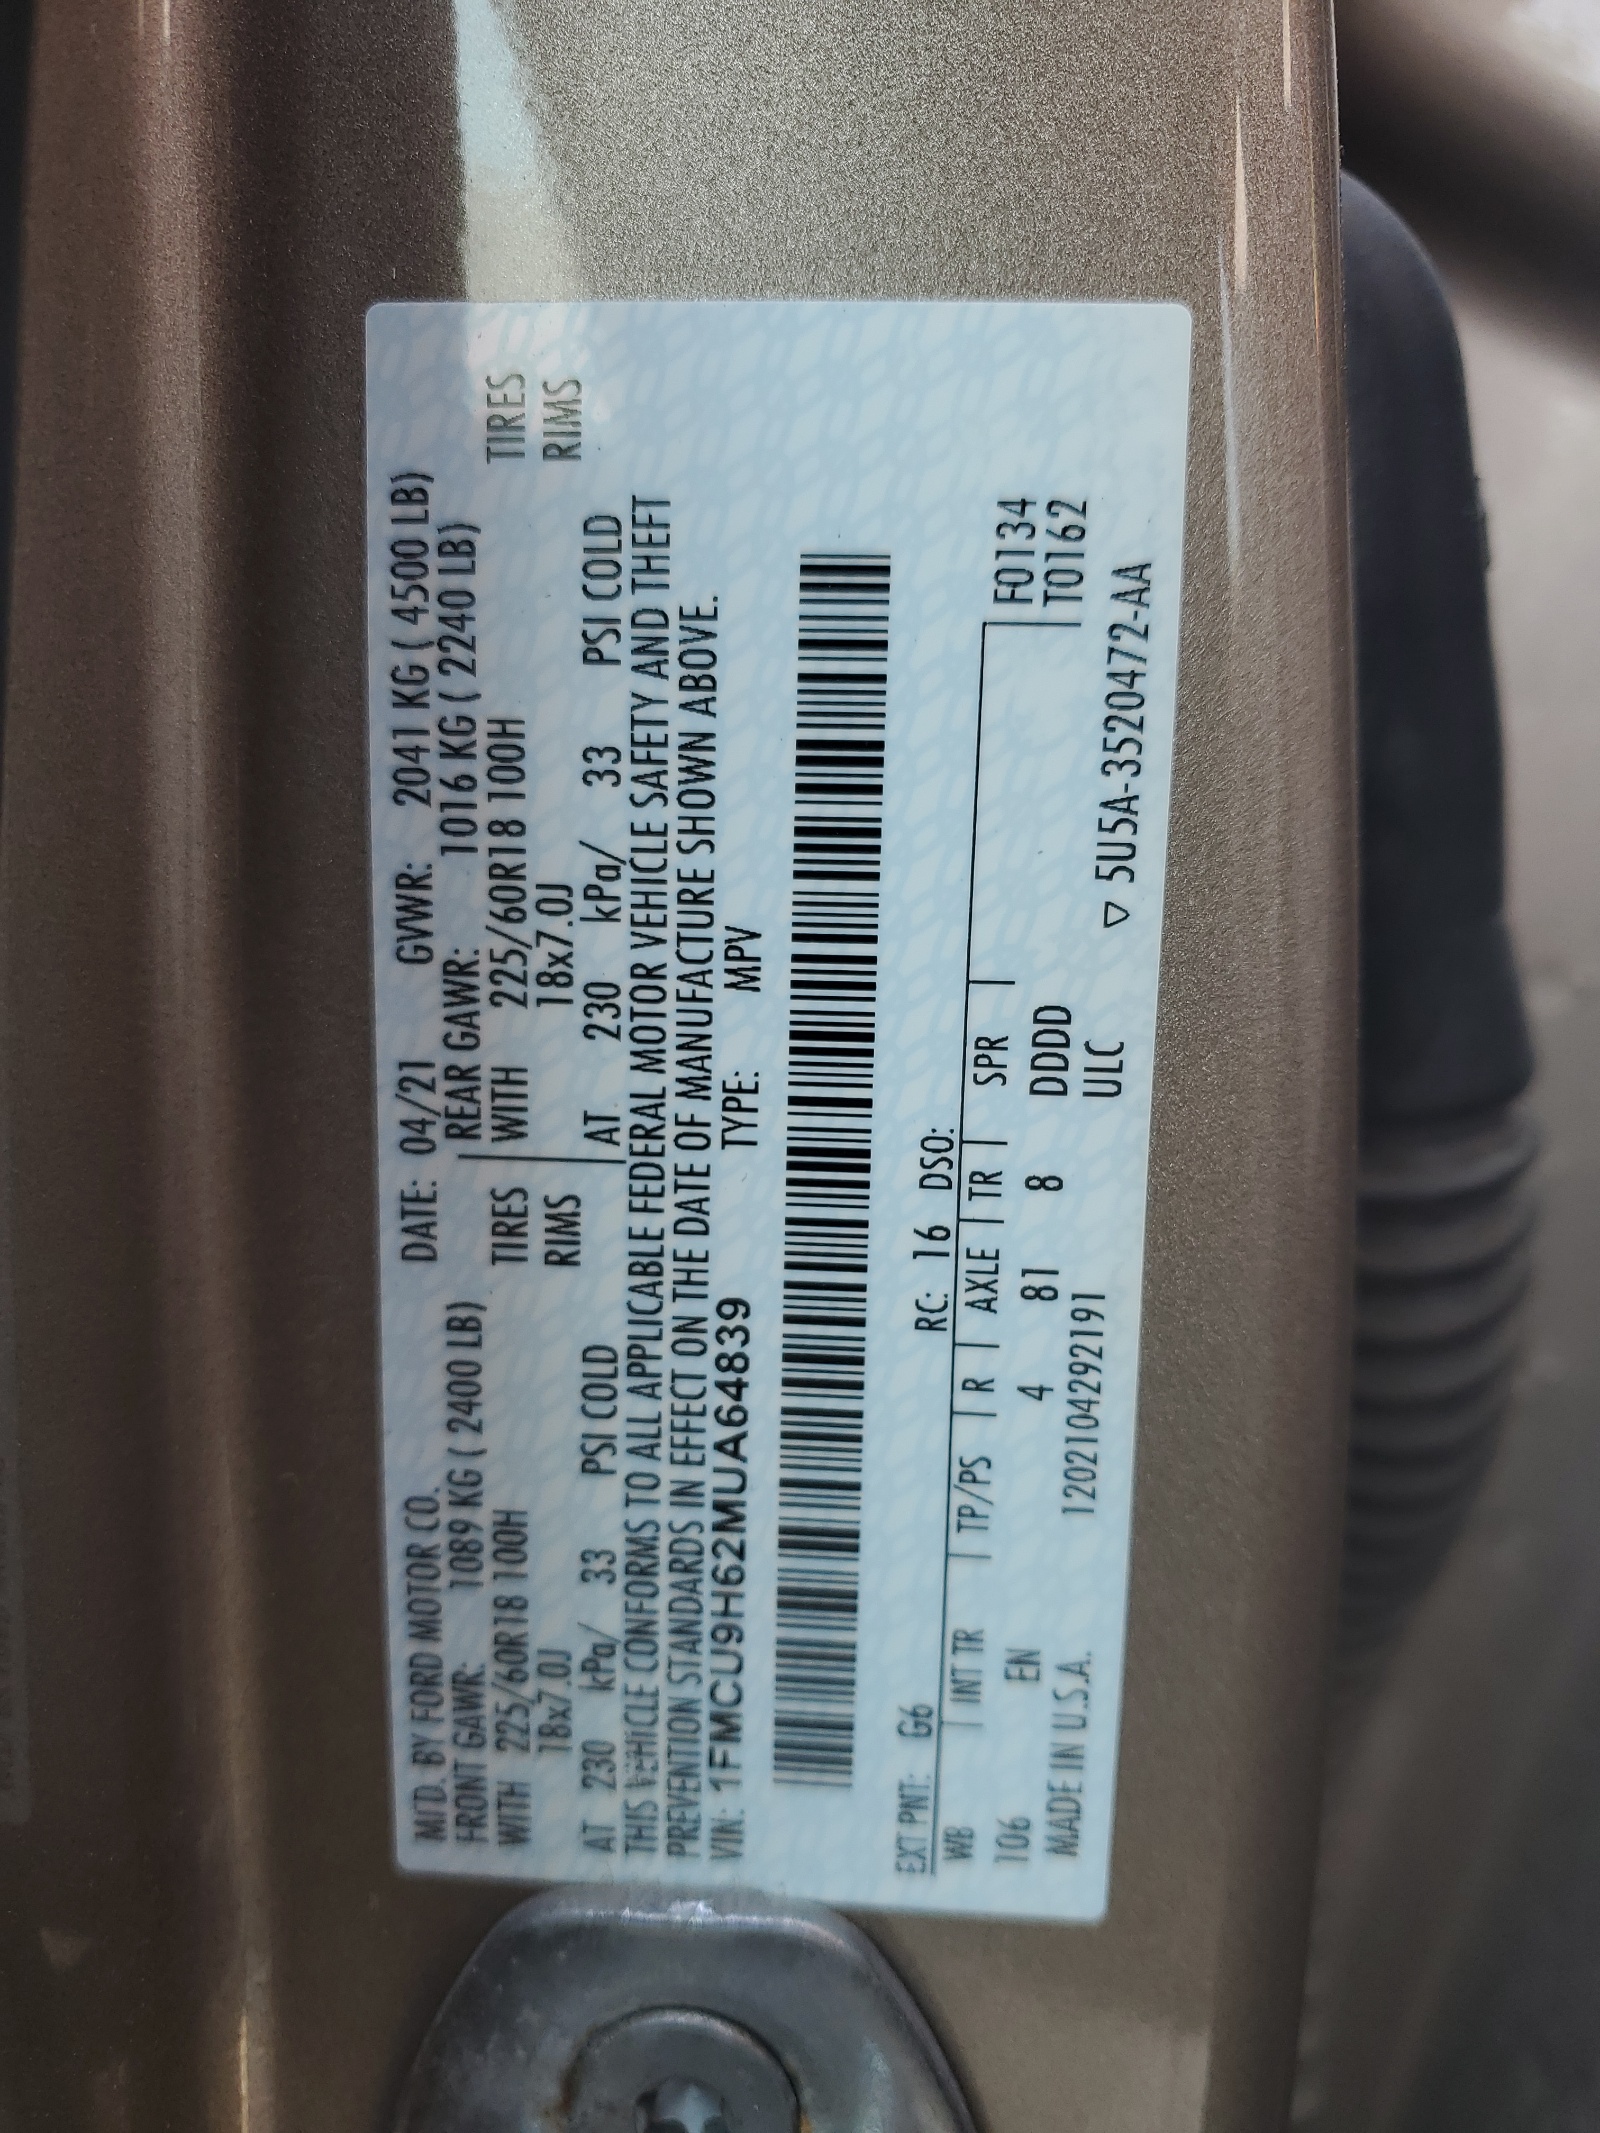 MFD. BY FORD MOTOR CO. DATE: 04/21 GVWR: 2041 KG ( 4500 LB)
FRONT GAWR: 1089 KG ( 2400 LB) REAR GAWR: 1016 KG ( 2240 LB)
WITH 225/60R18 100H TIRES WITH 225/60R18 100H TIRES
18x7.0J RIMS 18x7.0J RIMS
AT 230 kPa/ 33 PSI COLD AT 230 kPa/ 33 PSI COLD
THIS VEHICLE CONFORMS TO ALL APPLICABLE FEDERAL MOTOR VEHICLE SAFETY AND THEFT
PREVENTION STANDARDS IN EFFECT ON THE DATE OF MANUFACTURE SHOWN ABOVE.
VIN: 1FMCU9H62MUA64839 TYPE: MPV
EXT PNT: G6 RC: 16 DSO:
WB | INT TR | TP/PS | R | AXLE | TR | SPR | F0134
106 EN 4 81 8 DDDD T0162
MADE IN U.S.A. 1202104292191 ULC ▽ 5U5A-3520472-AA